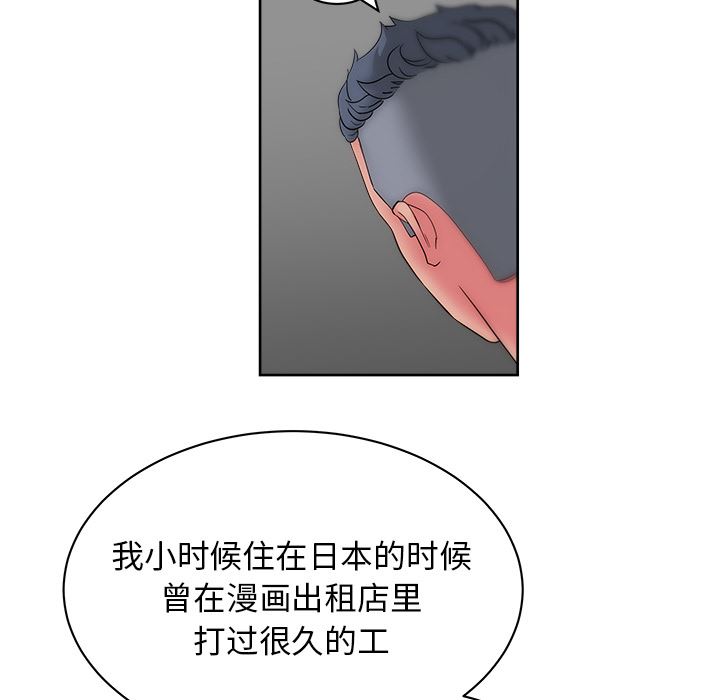 我小时候住在日本的时候
曾在漫画出租店里
打过很久的工